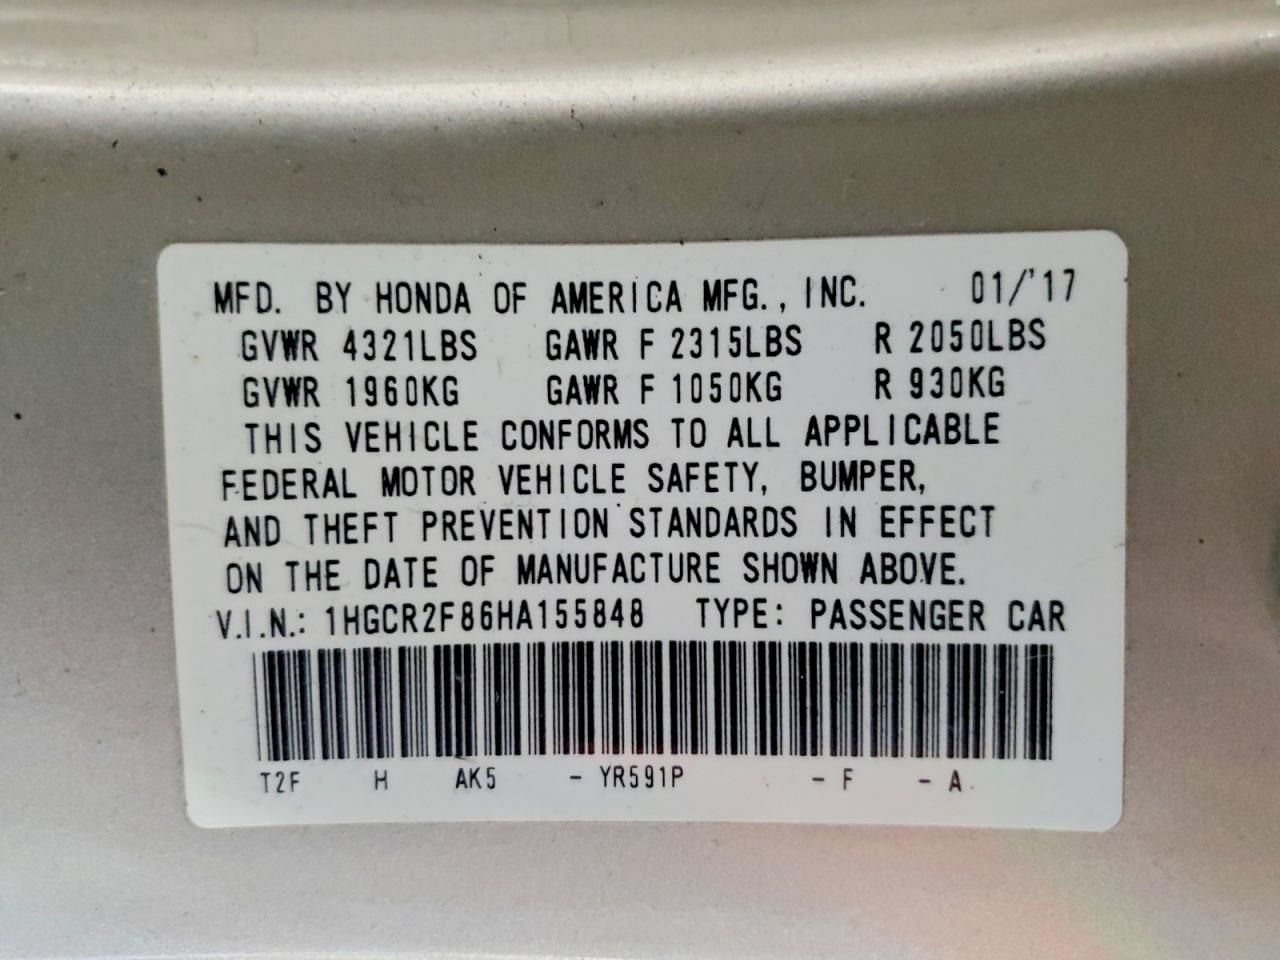 MFD. BY HONDA OF AMERICA MFG., INC. 01/'17
GVWR 4321LBS GAWR F 2315LBS R 2050LBS
GVWR 1960KG GAWR F 1050KG R 930KG
THIS VEHICLE CONFORMS TO ALL APPLICABLE
FEDERAL MOTOR VEHICLE SAFETY, BUMPER,
AND THEFT PREVENTION STANDARDS IN EFFECT
ON THE DATE OF MANUFACTURE SHOWN ABOVE.
V.I.N.: 1HGCR2F86HA155848 TYPE: PASSENGER CAR
T2F H AK5 - YR591P - F - A